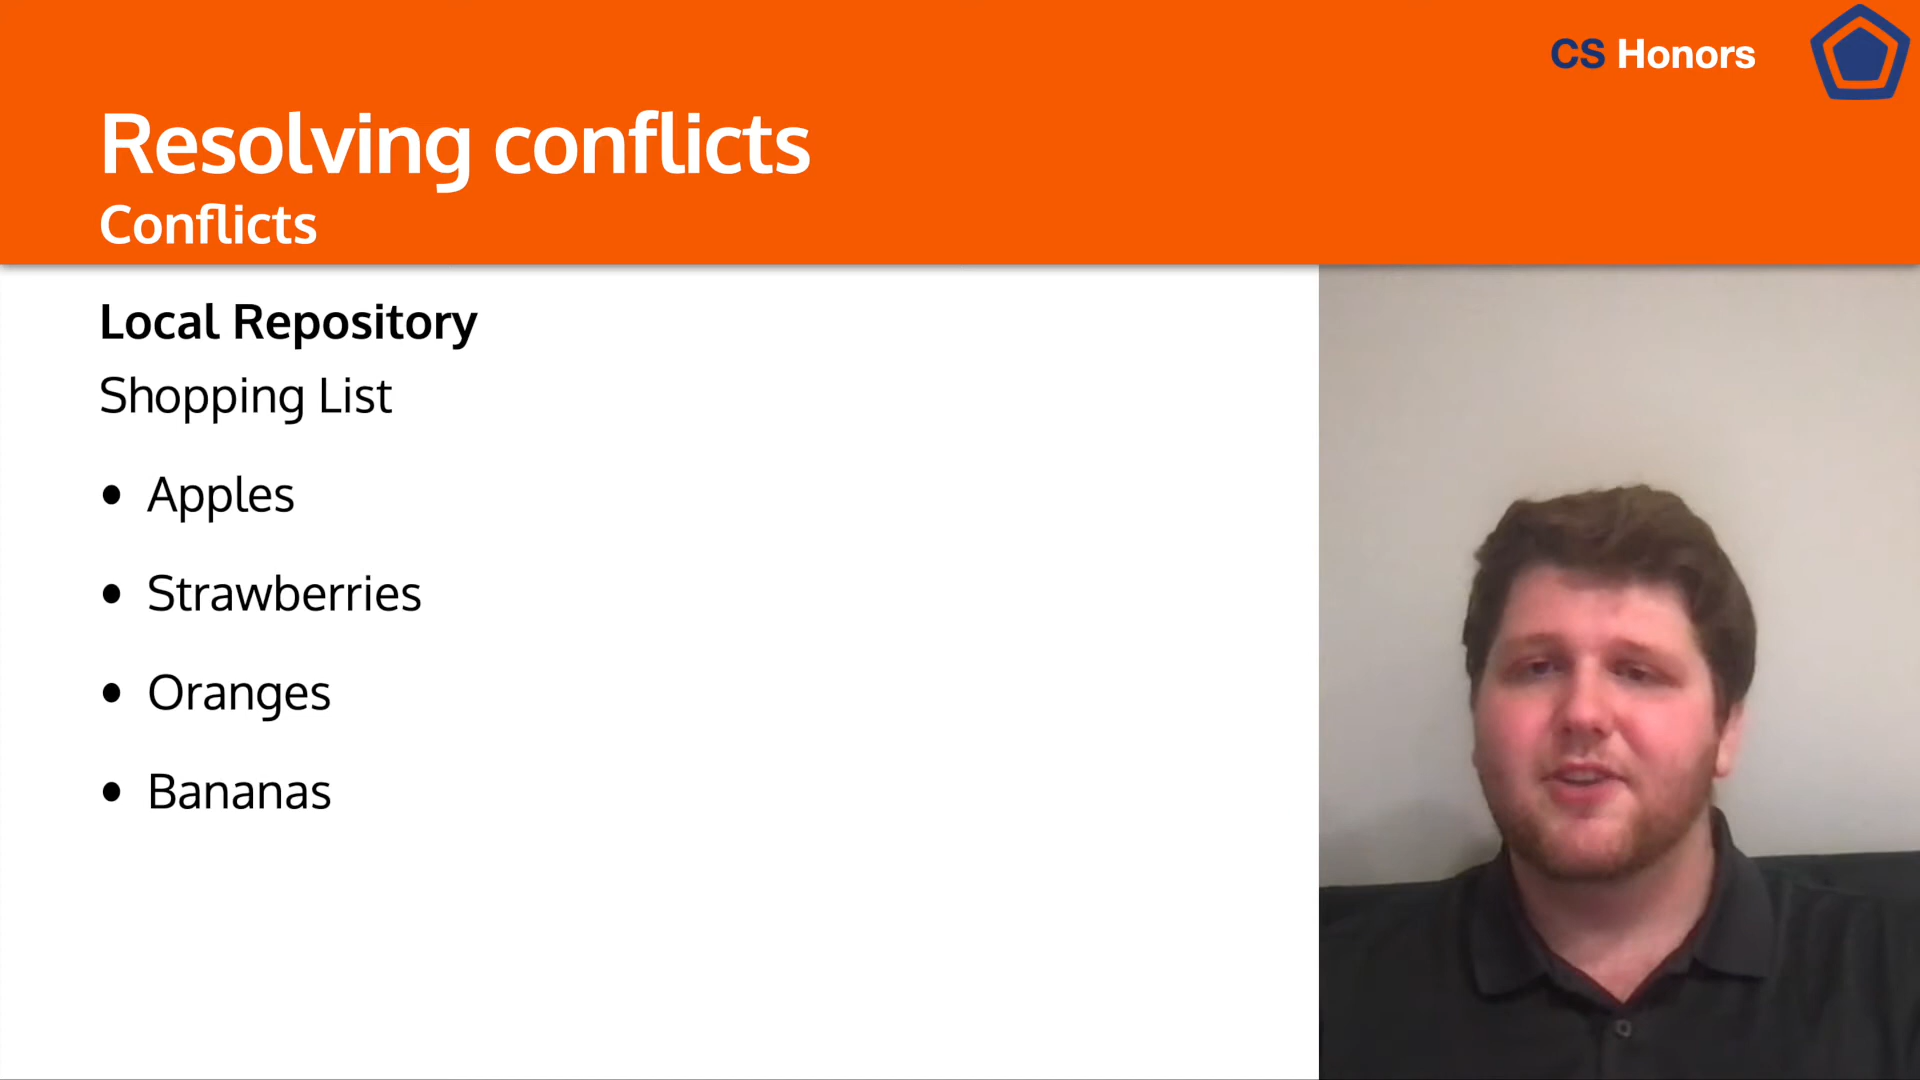 CS Honors
Resolving conflicts
Conflicts
Local Repository
Shopping List
• Apples
• Strawberries
• Oranges
• Bananas